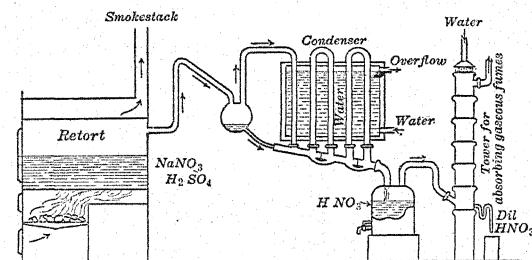 Smokestack
Retort
NaNO3
H2SO4
Condenser
Water
Overflow
Water
HNO3
Water
Tower for
absorbing gaseous fumes
Dil
HNO3